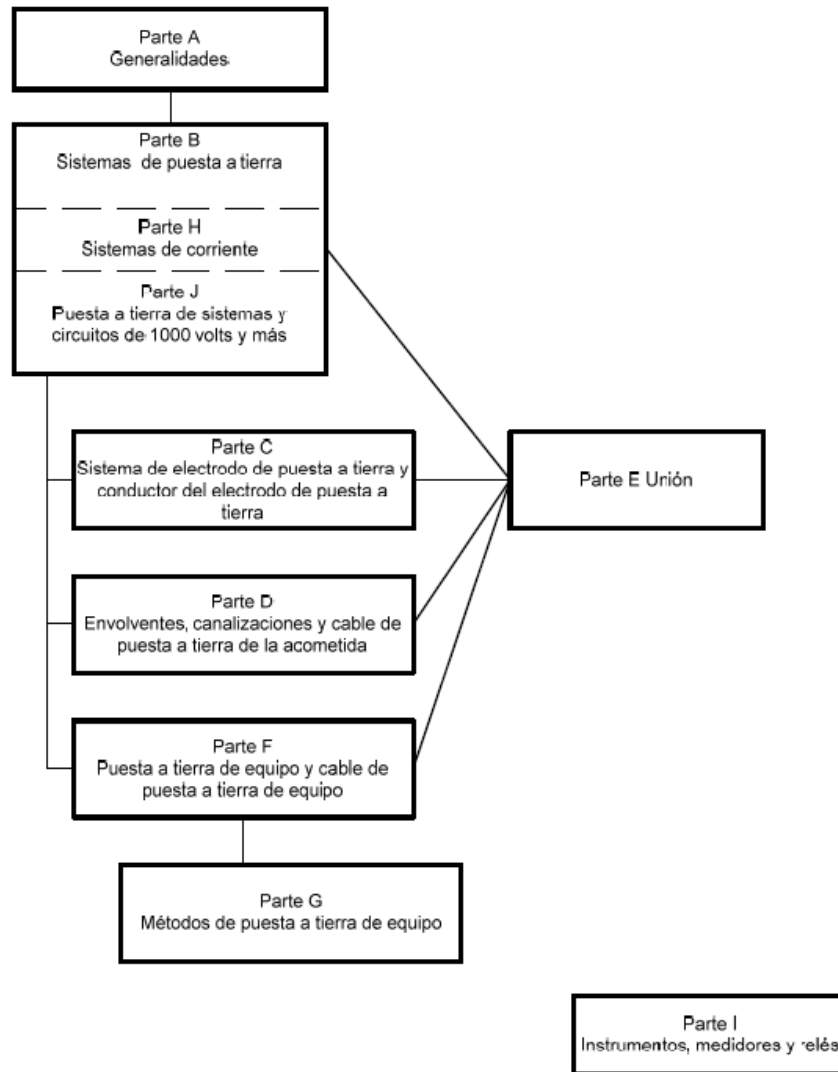 Parte A
Generalidades
Parte B
Sistemas de puesta a tierra
Parte H
Sistemas de corriente
Parte J
Puesta a tierra de sistemas y
circuitos de 1000 volts y más
Parte C
Sistema de electrodo de puesta a tierra y
conductor del electrodo de puesta a
tierra
Parte E Unión
Parte D
Envolventes, canalizaciones y cable de
puesta a tierra de la acometida
Parte F
Puesta a tierra de equipo y cable de
puesta a tierra de equipo
Parte G
Métodos de puesta a tierra de equipo
Parte I
Instrumentos, medidores y relés